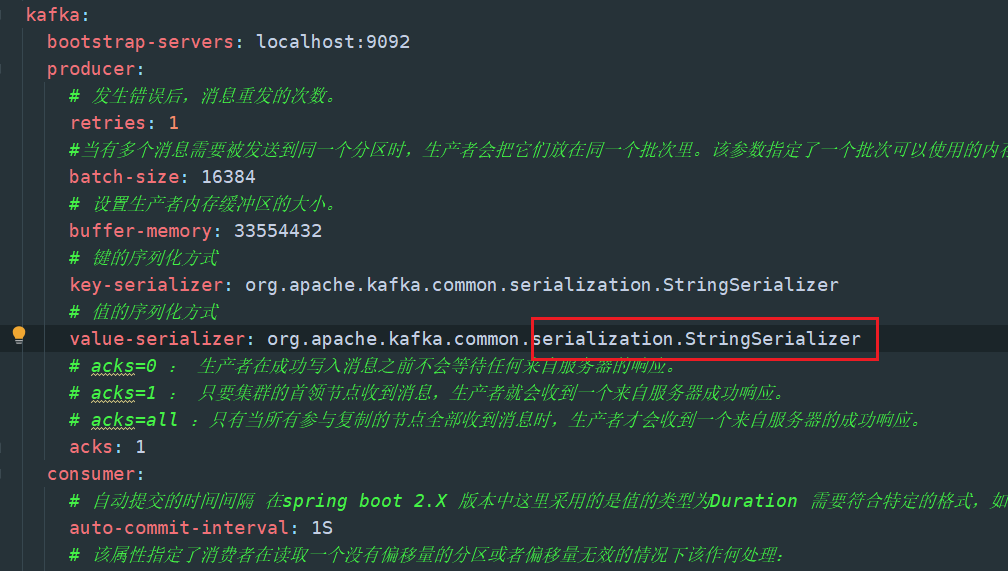 kafka:
bootstrap-servers: localhost:9092
producer:
# 发生错误后，消息重发的次数。
retries: 1
#当有多个消息需要被发送到同一个分区时，生产者会把它们放在同一个批次里。该参数指定了一个批次可以使用的内存
batch-size: 16384
# 设置生产者内存缓冲区的大小。
buffer-memory: 33554432
# 键的序列化方式
key-serializer: org.apache.kafka.common.serialization.StringSerializer
# 值的序列化方式
value-serializer: org.apache.kafka.common.serialization.StringSerializer
# acks=0 ： 生产者在成功写入消息之前不会等待任何来自服务器的响应。
# acks=1 ： 只要集群的首领节点收到消息，生产者就会收到一个来自服务器成功响应。
# acks=all ：只有当所有参与复制的节点全部收到消息时，生产者才会收到一个来自服务器的成功响应。
acks: 1
consumer:
# 自动提交的时间间隔 在spring boot 2.X 版本中这里采用的是值的类型为Duration 需要符合特定的格式，如
auto-commit-interval: 1S
# 该属性指定了消费者在读取一个没有偏移量的分区或者偏移量无效的情况下该作何处理：